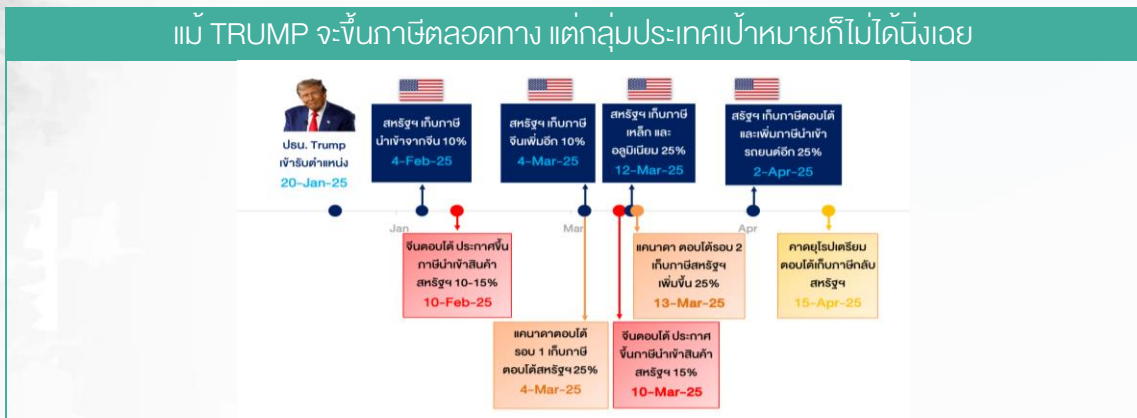 แม้ TRUMP จะขึ้นภาษีตลอดทาง แต่กลุ่มประเทศเป้าหมายก็ไม่ได้นิ่งเฉย
ปธน. Trump
เข้ารับตำแหน่ง
20-Jan-25
สหรัฐฯ เก็บภาษี
นำเข้าจากจีน 10%
4-Feb-25
สหรัฐฯ เก็บภาษี
จีนเพิ่มอีก 10%
4-Mar-25
สหรัฐฯ เก็บภาษี
เหล็ก และ
อลูมิเนียม 25%
12-Mar-25
สรัฐฯ เก็บภาษีตอบโต้
และเพิ่มภาษีนำเข้า
รถยนต์อีก 25%
2-Apr-25
Jan
Mar
Apr
จีนตอบโต้ ประกาศขึ้น
ภาษีนำเข้าสินค้า
สหรัฐฯ 10-15%
10-Feb-25
แคนาดาตอบโต้
รอบ 1 เก็บภาษี
ตอบโต้สหรัฐฯ 25%
4-Mar-25
จีนตอบโต้ ประกาศ
ขึ้นภาษีนำเข้าสินค้า
สหรัฐฯ 15%
10-Mar-25
แคนาดา ตอบโต้รอบ 2
เก็บภาษีสหรัฐฯ
เพิ่มขึ้น 25%
13-Mar-25
คาดยุโรปเตรียม
ตอบโต้เก็บภาษีกลับ
สหรัฐฯ
15-Apr-25